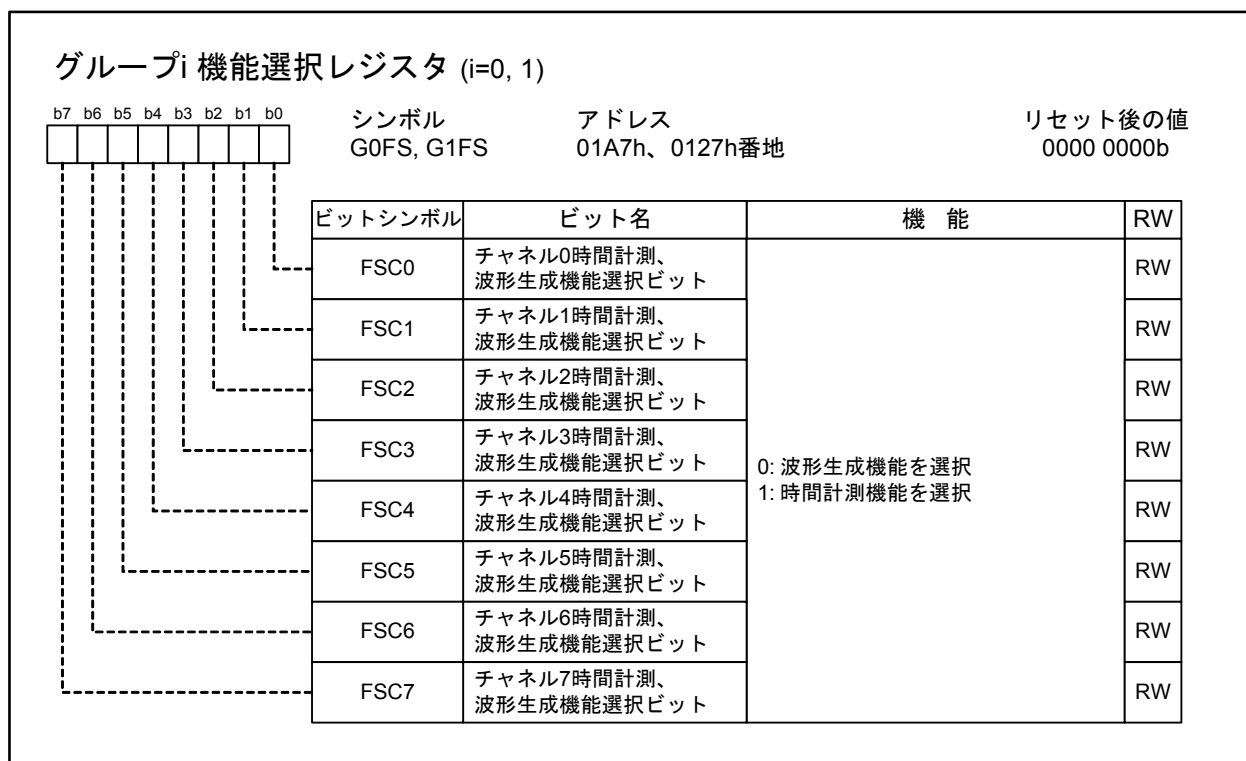 グループi 機能選択レジスタ (i=0, 1)
b7 b6 b5 b4 b3 b2 b1 b0
シンボル アドレス リセット後の値
G0FS, G1FS 01A7h、0127h番地 0000 0000b
ビットシンボル ビット名 機 能 RW
FSC0 チャネル0時間計測、 RW
波形生成機能選択ビット
FSC1 チャネル1時間計測、 RW
波形生成機能選択ビット
FSC2 チャネル2時間計測、 RW
波形生成機能選択ビット
FSC3 チャネル3時間計測、 RW
波形生成機能選択ビット
0: 波形生成機能を選択
1: 時間計測機能を選択
FSC4 チャネル4時間計測、 RW
波形生成機能選択ビット
FSC5 チャネル5時間計測、 RW
波形生成機能選択ビット
FSC6 チャネル6時間計測、 RW
波形生成機能選択ビット
FSC7 チャネル7時間計測、 RW
波形生成機能選択ビット